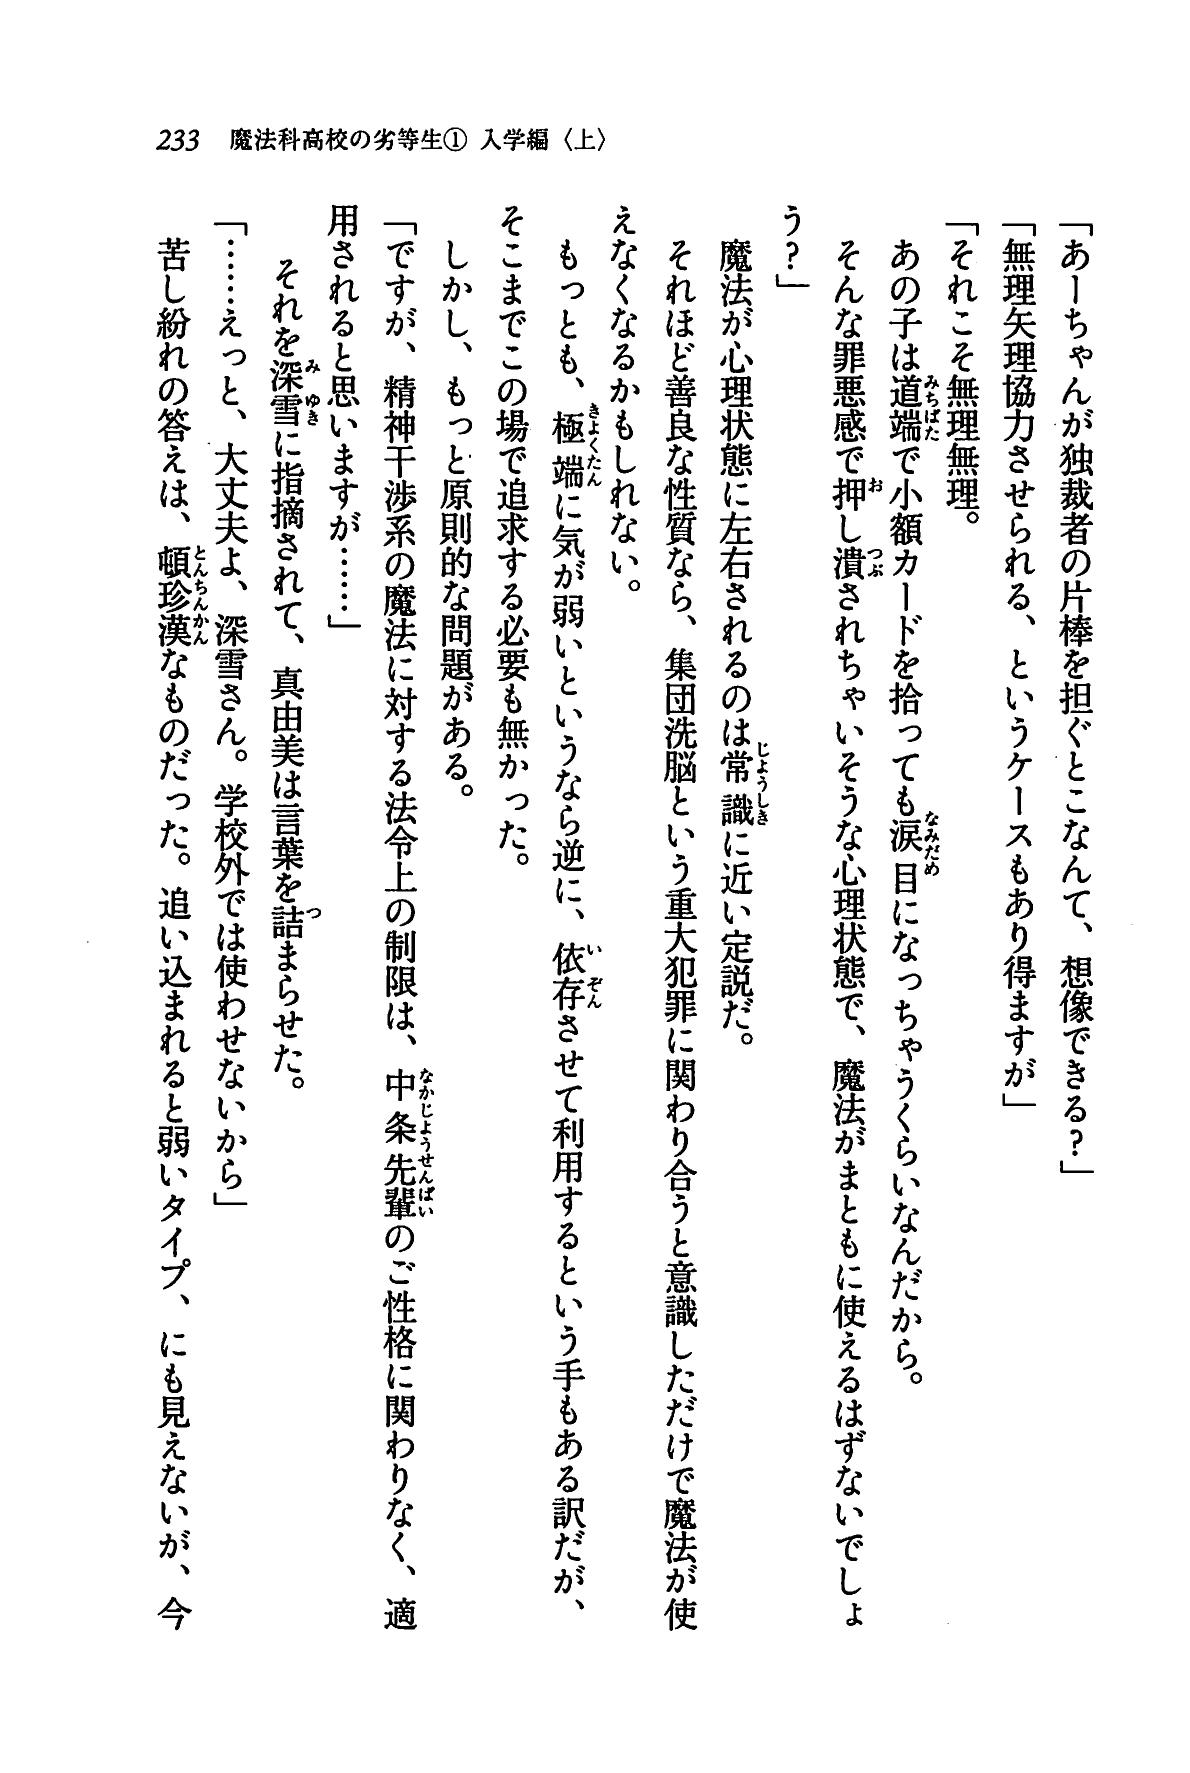 233 魔法科高校の劣等生① 入学編〈上〉
「あーちゃんが独裁者の片棒を担ぐとこなんて、想像できる?」
「無理矢理協力させられる、というケースもあり得ますが」
「それこそ無理無理。
あの子は道端で小額カードを拾っても涙目になっちゃうくらいなんだから。
そんな罪悪感で押し潰されちゃいそうな心理状態で、魔法がまともに使えるはずないでしょ
う?」
魔法が心理状態に左右されるのは常識に近い定説だ。
それほど善良な性質なら、集団洗脳という重大犯罪に関わり合うと意識しただけで魔法が使
えなくなるかもしれない。
もっとも、極端に気が弱いというなら逆に、依存させて利用するという手もある訳だが、
そこまでこの場で追求する必要も無かった。
しかし、もっと原則的な問題がある。
「ですが、精神干渉系の魔法に対する法令上の制限は、中条先輩のご性格に関わりなく、適
用されると思いますが……」
それを深雪に指摘されて、真由美は言葉を詰まらせた。
「……えっと、大丈夫よ、深雪さん。学校外では使わせないから」
苦し紛れの答えは、頓珍漢なものだった。追い込まれると弱いタイプ、にも見えないが、今